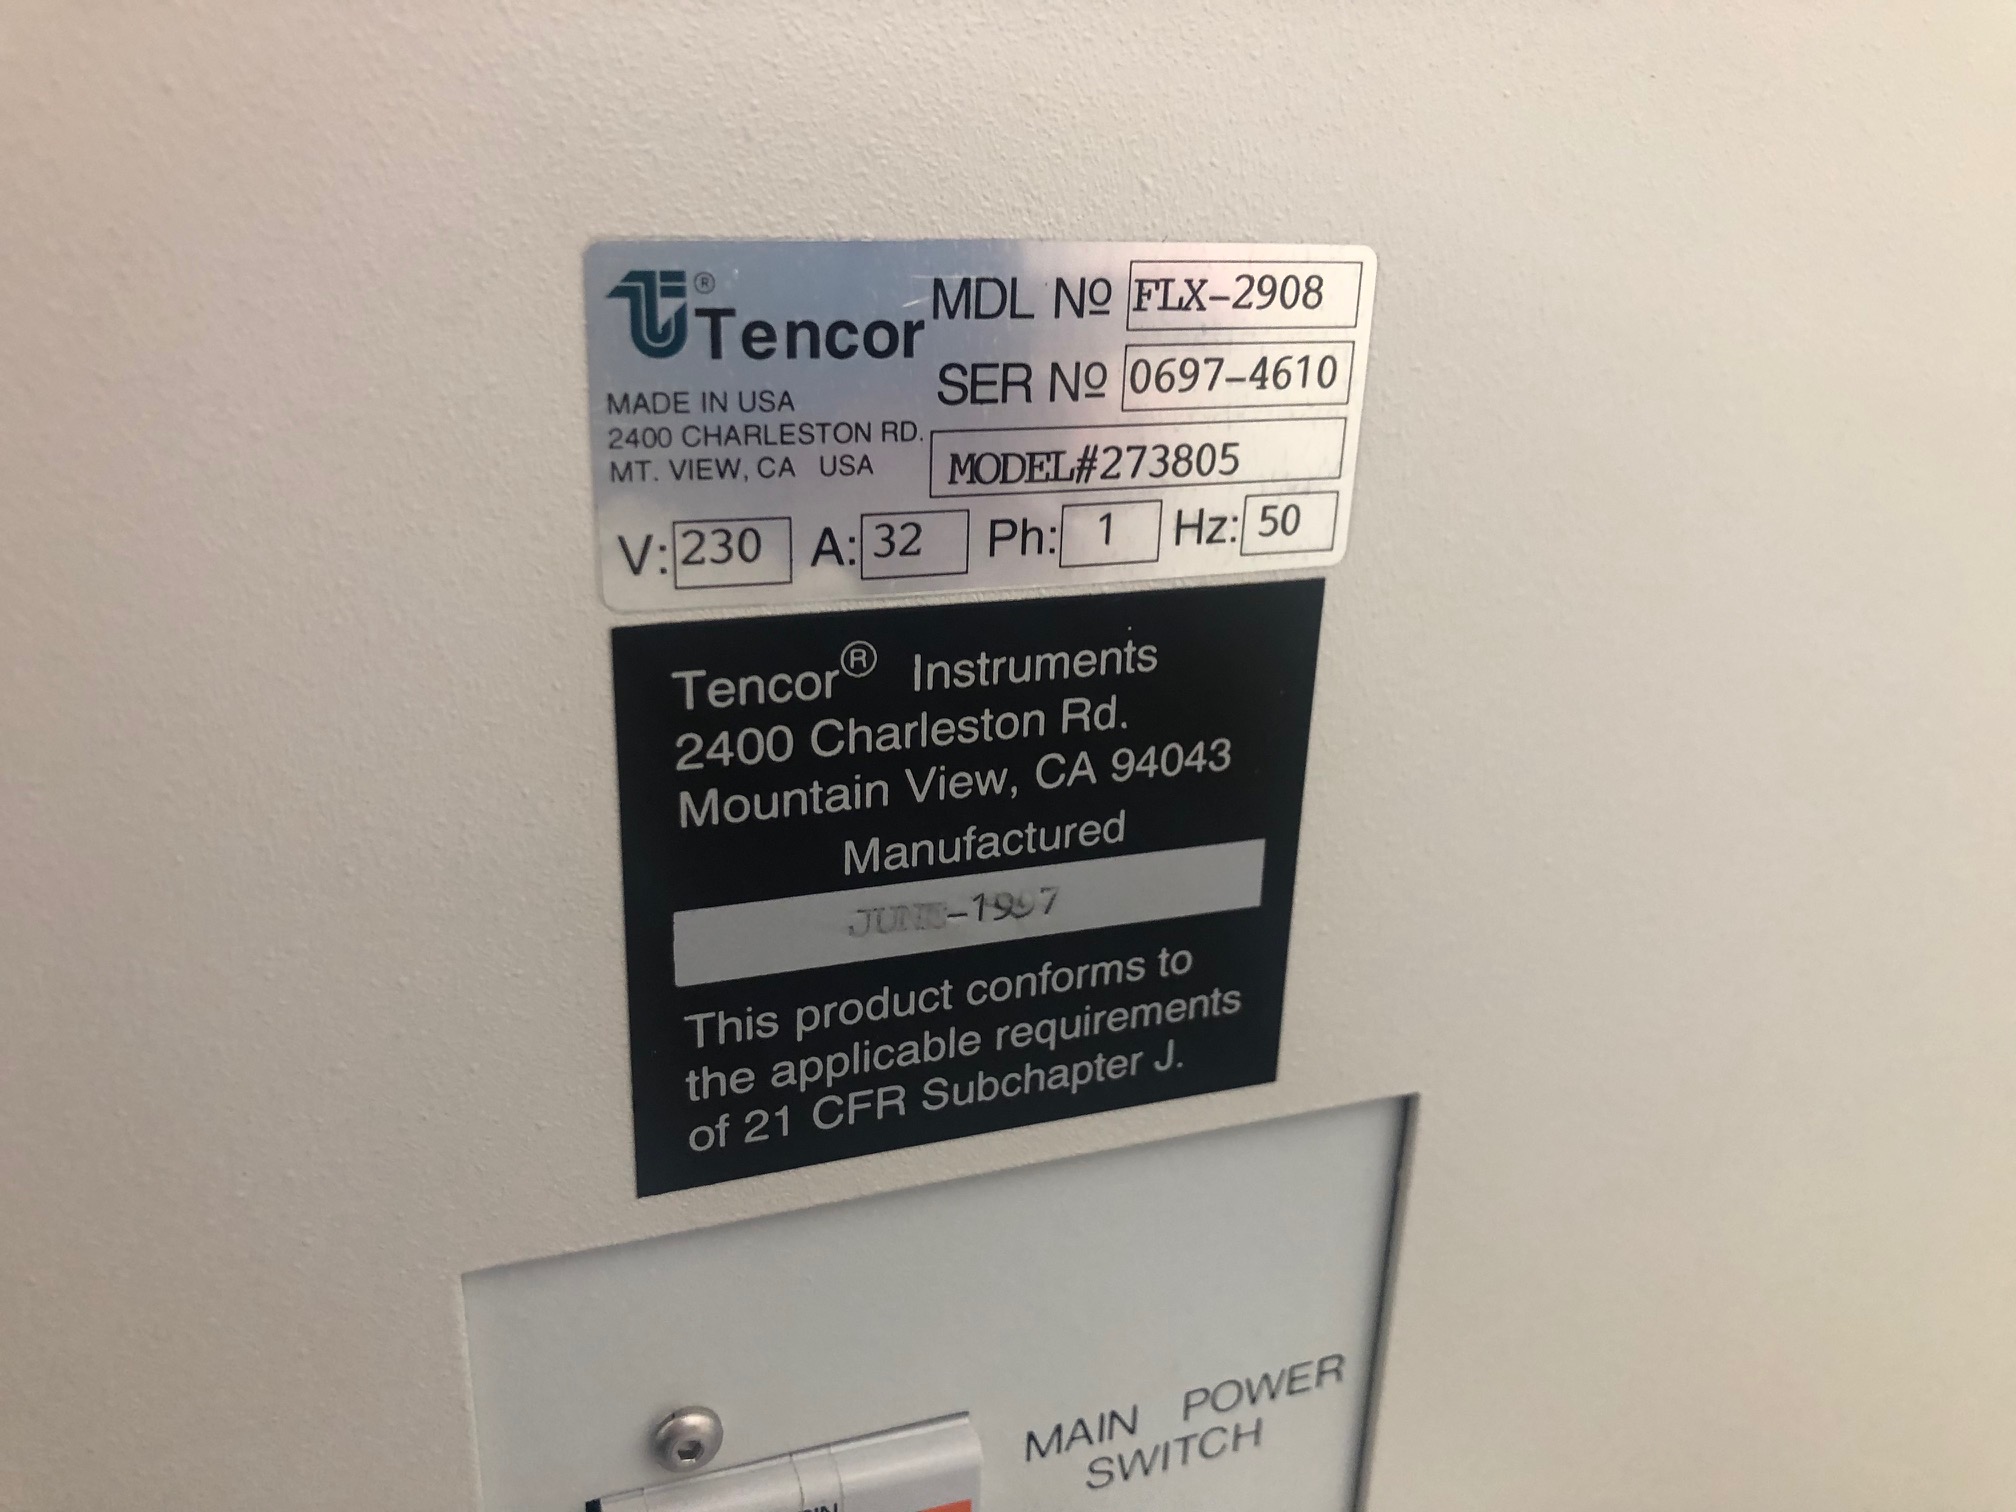 ® Tencor
MDL Nº FLX-2908
SER Nº 0697-4610
MADE IN USA
2400 CHARLESTON RD.
MT. VIEW, CA USA
MODEL#273805
V: 230 A: 32 Ph: 1 Hz: 50
Tencor® Instruments
2400 Charleston Rd.
Mountain View, CA 94043
Manufactured
JUNE-1997
This product conforms to
the applicable requirements
of 21 CFR Subchapter J.
MAIN POWER
SWITCH